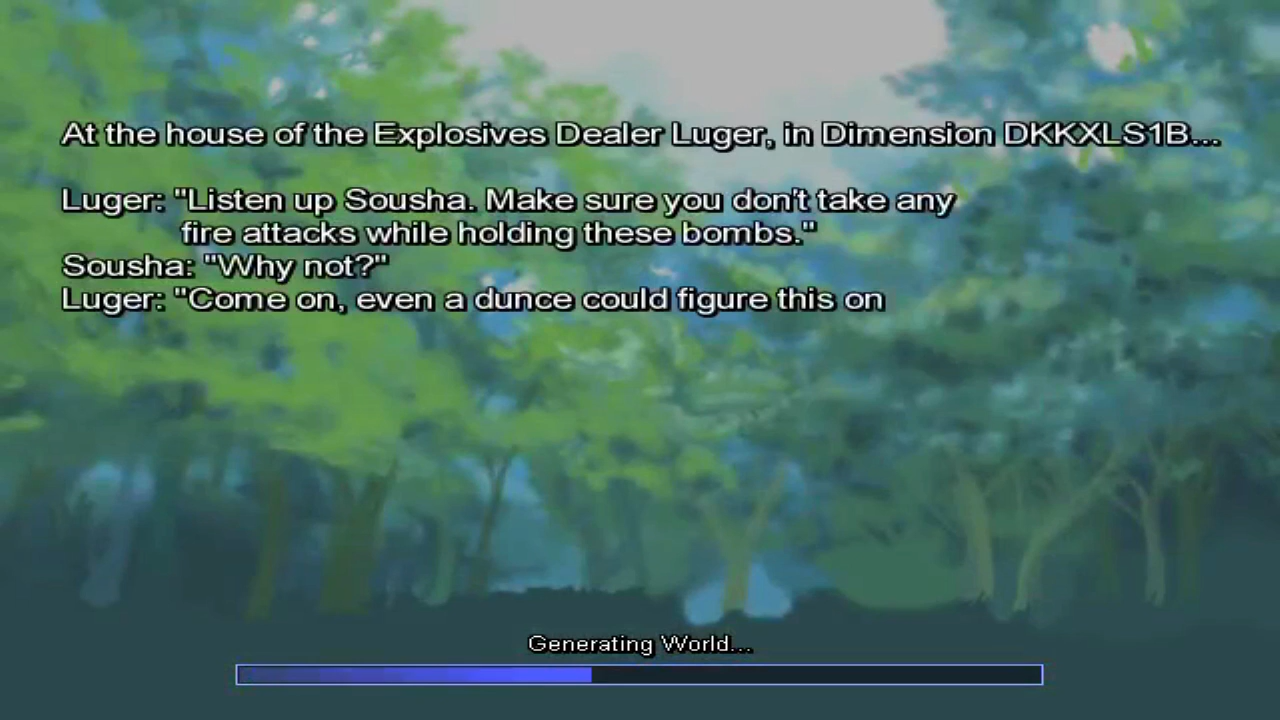 At the house of the Explosives Dealer Luger, in Dimension DKKXLS1B...
Luger: "Listen up Sousha. Make sure you don't take any
fire attacks while holding these bombs."
Sousha: "Why not?"
Luger: "Come on, even a dunce could figure this on
Generating World...